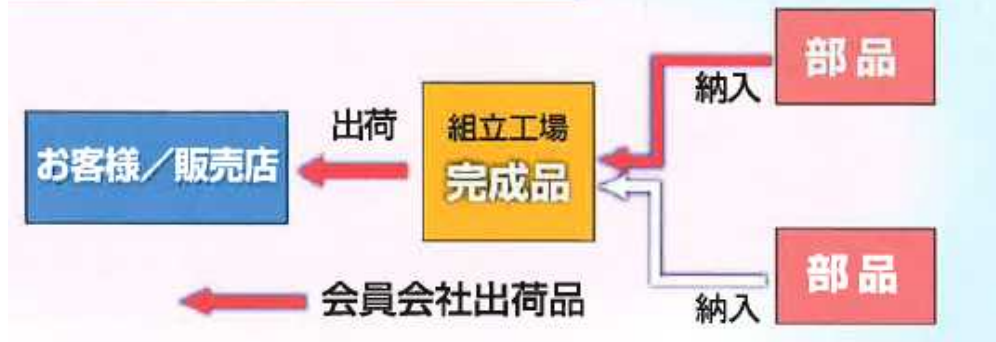 部品
納入
出荷
組立工場
完成品
お客様／販売店
部品
納入
会員会社出荷品